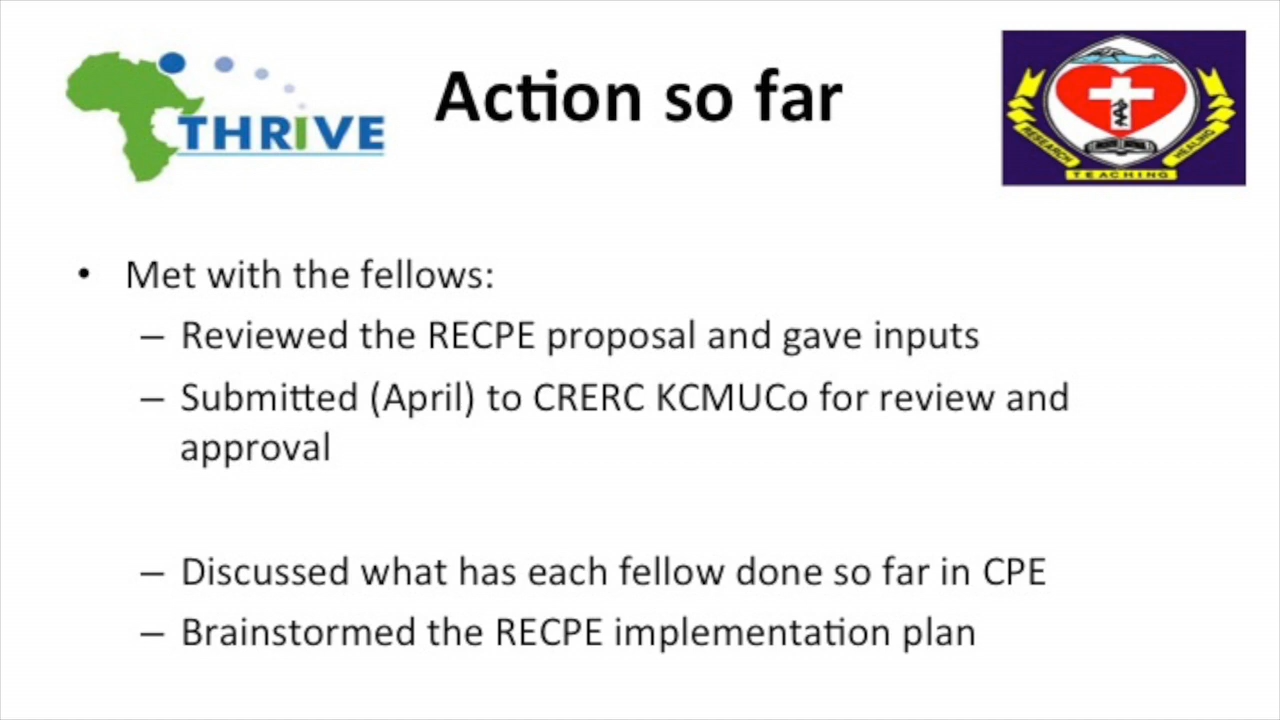 THRIVE
Action so far
RESEARCH
TEACHING
HEALING
• Met with the fellows:
– Reviewed the RECPE proposal and gave inputs
– Submitted (April) to CRERC KCMUCo for review and
approval
– Discussed what has each fellow done so far in CPE
– Brainstormed the RECPE implementation plan